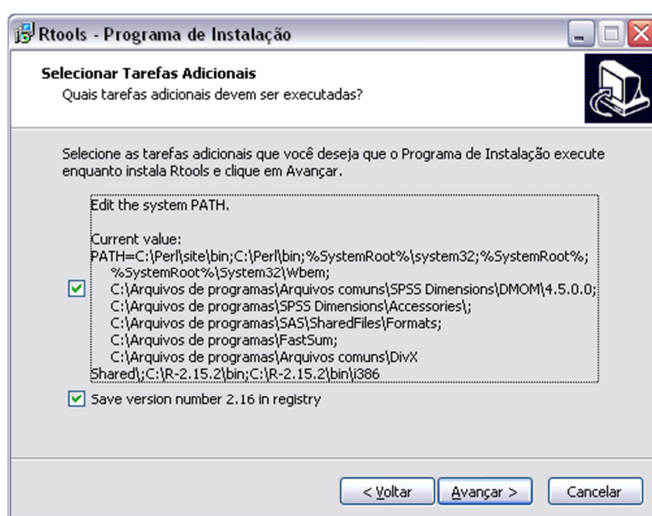 Rtools - Programa de Instalação
Selecionar Tarefas Adicionais
Quais tarefas adicionais devem ser executadas?
Selecione as tarefas adicionais que você deseja que o Programa de Instalação execute
enquanto instala Rtools e clique em Avançar.
Edit the system PATH.
Current value:
PATH=C:\Perl\site\bin;C:\Perl\bin;%SystemRoot%\system32;%SystemRoot%;
%SystemRoot%\System32\Wbem;
C:\Arquivos de programas\Arquivos comuns\SPSS Dimensions\DMOM\4.5.0.0;
C:\Arquivos de programas\SPSS Dimensions\Accessories\;
C:\Arquivos de programas\SAS\SharedFiles\Formats;
C:\Arquivos de programas\FastSum;
C:\Arquivos de programas\Arquivos comuns\DivX
Shared\;C:\R-2.15.2\bin;C:\R-2.15.2\bin\i386
Save version number 2.16 in registry
< Voltar
Avançar >
Cancelar